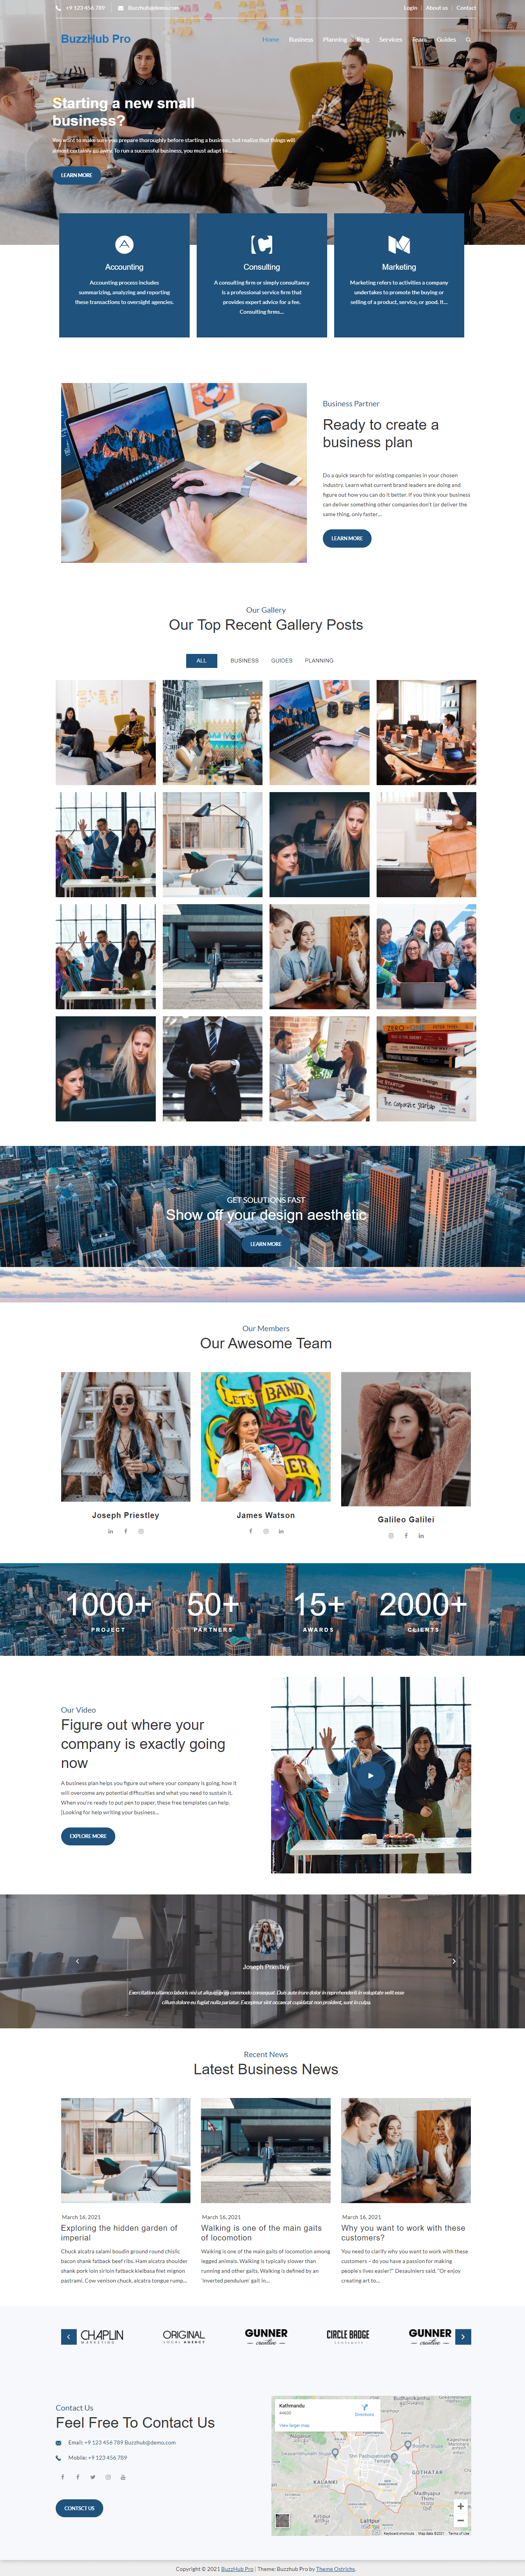 +9 123 456 789
Buzzhub@demo.com
Login
About us
Contact
BuzzHub Pro
Home
Business
Planning
Blog
Services
Team
Guides
Starting a new small
business?
You want to make sure you prepare thoroughly before starting a business, but realize that things will
almost certainly go awry. To run a successful business, you must adapt to...
LEARN MORE
Accounting
Accounting process includes
summarizing, analyzing and reporting
these transactions to oversight agencies.
Consulting
A consulting firm or simply consultancy
is a professional service firm that
provides expert advice for a fee.
Consulting firms...
Marketing
Marketing refers to activities a company
undertakes to promote the buying or
selling of a product, service, or good. It...
Business Partner
Ready to create a
business plan
Do a quick search for existing companies in your chosen
industry. Learn what current brand leaders are doing and
figure out how you can do it better. If you think your business
can deliver something other companies don't (or deliver the
same thing, only faster...
LEARN MORE
Our Gallery
Our Top Recent Gallery Posts
ALL
BUSINESS
GUIDES
PLANNING
ZERO to ONE
The Startup Design
The Corporate Startup
GET SOLUTIONS FAST
Show off your design aesthetic
LEARN MORE
Our Members
Our Awesome Team
LET'S BAND
Joseph Priestley
James Watson
Galileo Galilei
1000+
PROJECT
50+
PARTNERS
15+
AWARDS
2000+
CLIENTS
Our Video
Figure out where your
company is exactly going
now
A business plan helps you figure out where your company is going, how it
will overcome any potential difficulties and what you need to sustain it.
When you're ready to put pen to paper, these free templates can help.
[Looking for help writing your business...
EXPLORE MORE
Joseph Priestley
Exercitation ullamco laboris nisi ut aliquip ex commodo consequat. Duis aute irure dolor in reprehenderit in voluptate velit esse
cillum dolore eu fugiat nulla pariatur. Excepteur sint occaecat cupidatat non proident, sunt in culpa.
Recent News
Latest Business News
March 16, 2021
Exploring the hidden garden of
imperial
Chuck alcatra salami boudin ground round chislic
bacon shank fatback beef ribs. Ham alcatra shoulder
shank pork loin sirloin fatback kielbasa filet mignon
pastrami. Cow venison chuck, alcatra tongue rump...
March 16, 2021
Walking is one of the main gaits
of locomotion
Walking is one of the main gaits of locomotion among
legged animals. Walking is typically slower than
running and other gaits. Walking is defined by an
'inverted pendulum' gait in...
March 16, 2021
Why you want to work with these
customers?
You need to clarify why you want to work with these
customers – do you have a passion for making
people's lives easier?" Desaulniers said. "Or enjoy
creating art to...
CHAPLIN
MARKETING
ORIGINAL
LOCAL AGENCY
GUNNER
creative
CIRCLE BADGE
GUNNER
creative
Contact Us
Feel Free To Contact Us
Email: +9 123 456 789 Buzzhub@demo.com
Moblie: +9 123 456 789
CONTSCT US
Kathmandu
44600
Directions
View larger map
Boudha Stupa
KALANKI
GOTHATAR
Madhyapur
Thimi
Lalitpur
Keyboard shortcuts
Map data ©2021
Terms of Use
Copyright © 2021 BuzzHub Pro | Theme: Buzzhub Pro by Theme Ostrichs.